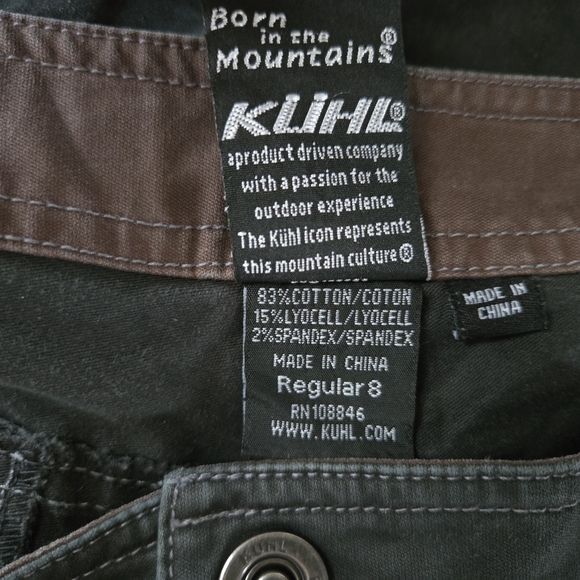 Born
in the
Mountains®
KÜHL®
aproduct driven company
with a passion for the
outdoor experience
The Kühl icon represents
this mountain culture®
83%COTTON/COTON
15%LYOCELL/LYOCELL
2%SPANDEX/SPANDEX
MADE IN CHINA
Regular 8
RN108846
WWW.KUHL.COM
MADE IN
CHINA
KUHL